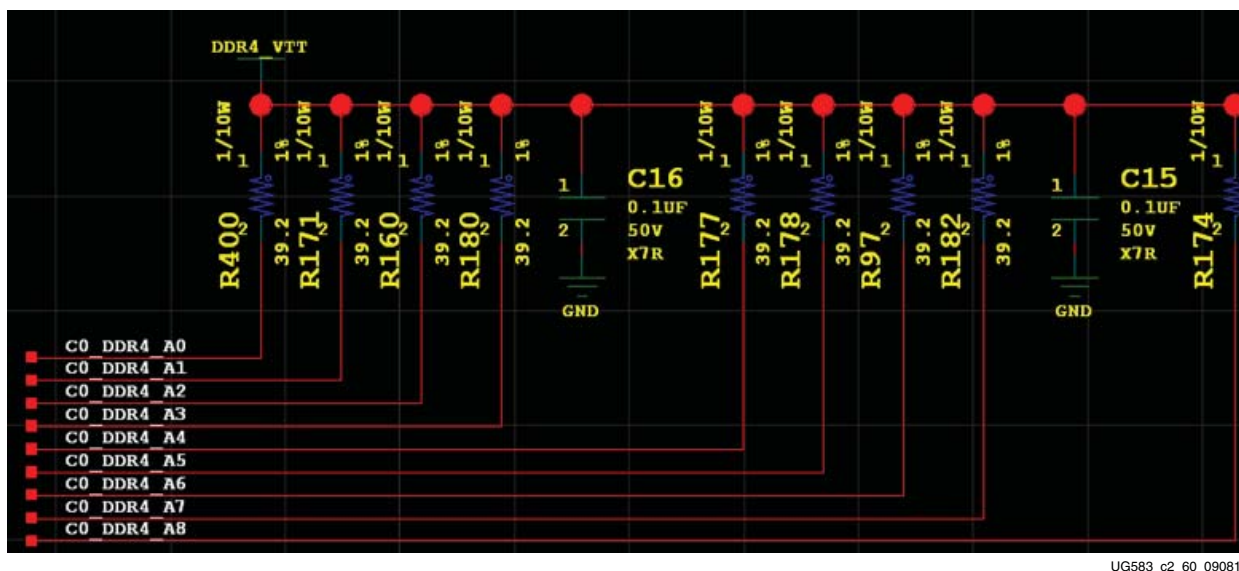 DDR4_VTT
1/10W 1/10W 1/10W 1/10W 1/10W 1/10W 1/10W 1/10W 1/10W
1% 1% 1% 1% 1% 1% 1% 1%
1 1 1 1 1 1 1 1 1 1 1
C16
0.1UF
50V
X7R
C15
0.1UF
50V
X7R
2 2 2 2 2 2 2 2 2 2 2
R400 39.2 R171 39.2 R160 39.2 R180 39.2 R177 39.2 R178 39.2 R97 39.2 R182 39.2 R174
GND GND
C0_DDR4_A0
C0_DDR4_A1
C0_DDR4_A2
C0_DDR4_A3
C0_DDR4_A4
C0_DDR4_A5
C0_DDR4_A6
C0_DDR4_A7
C0_DDR4_A8
UG583_c2_60_09081